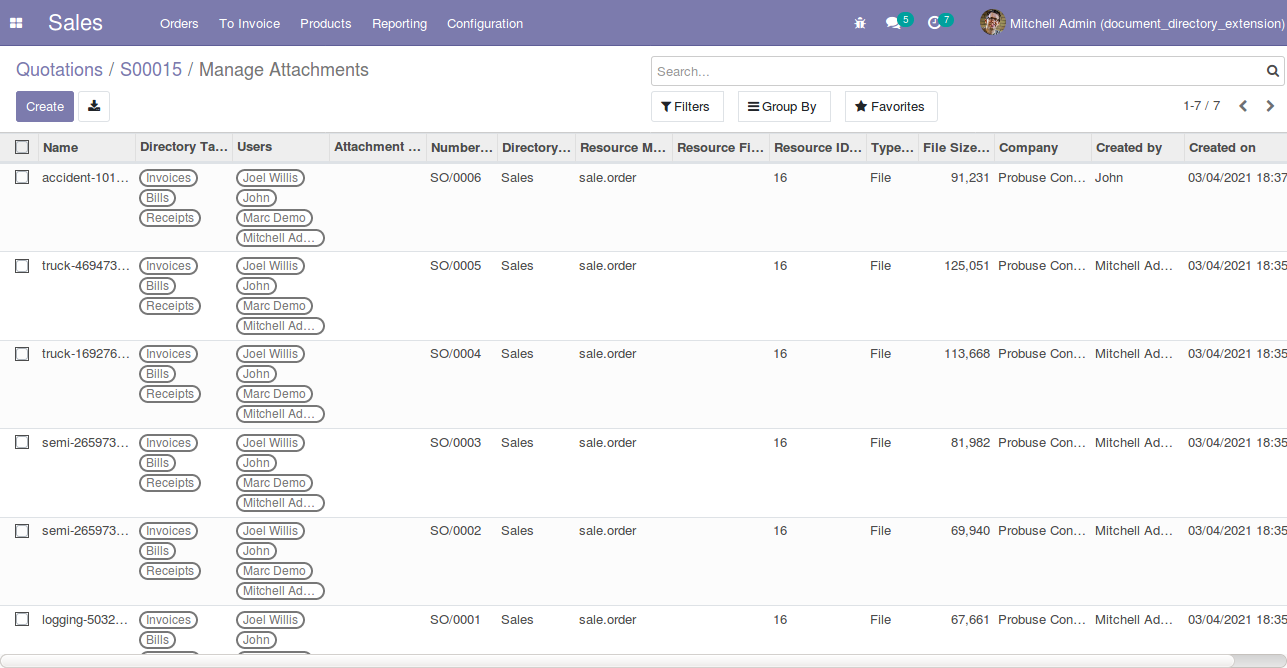 Sales Orders To Invoice Products Reporting Configuration 5 7 Mitchell Admin (document_directory_extension)
Quotations / S00015 / Manage Attachments
Search...
Create Filters Group By Favorites 1-7 / 7
Name Directory Ta... Users Attachment ... Number... Directory... Resource M... Resource Fi... Resource ID... Type... File Size... Company Created by Created on
accident-101... Invoices Joel Willis SO/0006 Sales sale.order 16 File 91,231 Probuse Con... John 03/04/2021 18:37
Bills John
Receipts Marc Demo
Mitchell Ad...
truck-469473... Invoices Joel Willis SO/0005 Sales sale.order 16 File 125,051 Probuse Con... Mitchell Ad... 03/04/2021 18:35
Bills John
Receipts Marc Demo
Mitchell Ad...
truck-169276... Invoices Joel Willis SO/0004 Sales sale.order 16 File 113,668 Probuse Con... Mitchell Ad... 03/04/2021 18:35
Bills John
Receipts Marc Demo
Mitchell Ad...
semi-265973... Invoices Joel Willis SO/0003 Sales sale.order 16 File 81,982 Probuse Con... Mitchell Ad... 03/04/2021 18:35
Bills John
Receipts Marc Demo
Mitchell Ad...
semi-265973... Invoices Joel Willis SO/0002 Sales sale.order 16 File 69,940 Probuse Con... Mitchell Ad... 03/04/2021 18:35
Bills John
Receipts Marc Demo
Mitchell Ad...
logging-5032... Invoices Joel Willis SO/0001 Sales sale.order 16 File 67,661 Probuse Con... Mitchell Ad... 03/04/2021 18:35
Bills John